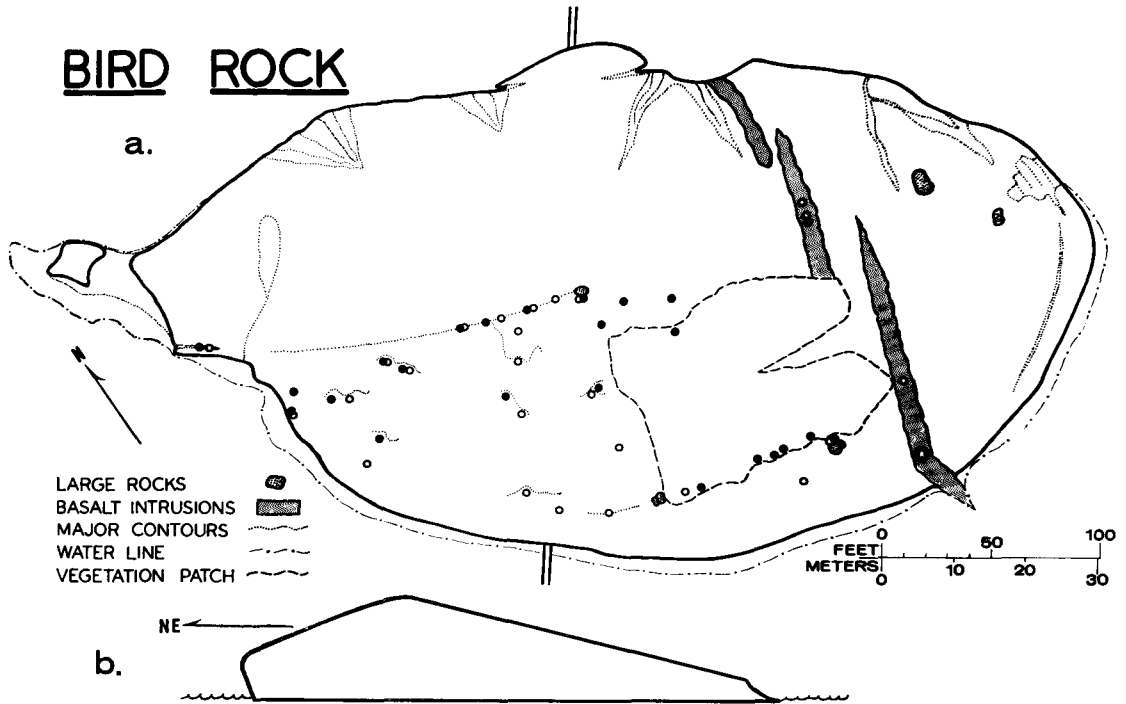 BIRD ROCK
a.
N
LARGE ROCKS
BASALT INTRUSIONS
MAJOR CONTOURS
WATER LINE
VEGETATION PATCH
0 50 100
FEET
METERS
0 10 20 30
NE
b.